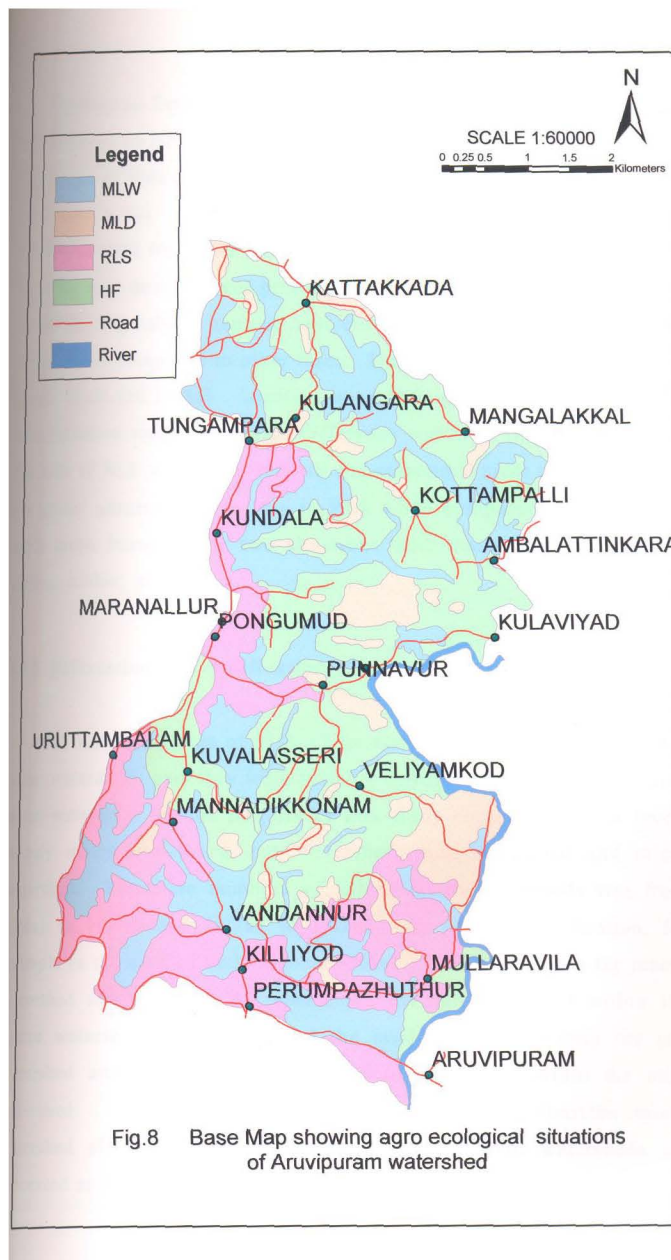 N
SCALE 1:60000
0 0.25 0.5 1 1.5 2
Kilometers
Legend
MLW
MLD
RLS
HF
Road
River
KATTAKKADA
KULANGARA
TUNGAMPARA
MANGALAKKAL
KOTTAMPALLI
KUNDALA
AMBALATTINKARA
MARANALLUR
PONGUMUD
KULAVIYAD
PUNNAVUR
URUTTAMBALAM
KUVALASSERI
VELIYAMKOD
MANNADIKKONAM
VANDANNUR
KILLIYOD
MULLARAVILA
PERUMPAZHUTHUR
ARUVIPURAM
Fig.8 Base Map showing agro ecological situations
of Aruvipuram watershed